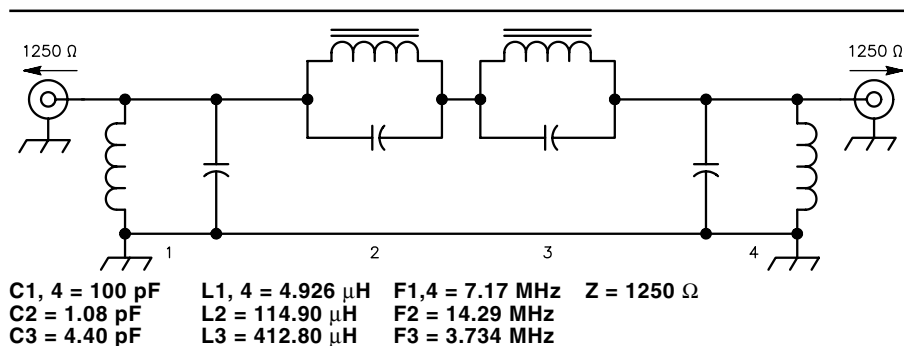 1250 Ω 1250 Ω
1 2 3 4
C1, 4 = 100 pF L1, 4 = 4.926 μH F1,4 = 7.17 MHz Z = 1250 Ω
C2 = 1.08 pF L2 = 114.90 μH F2 = 14.29 MHz
C3 = 4.40 pF L3 = 412.80 μH F3 = 3.734 MHz